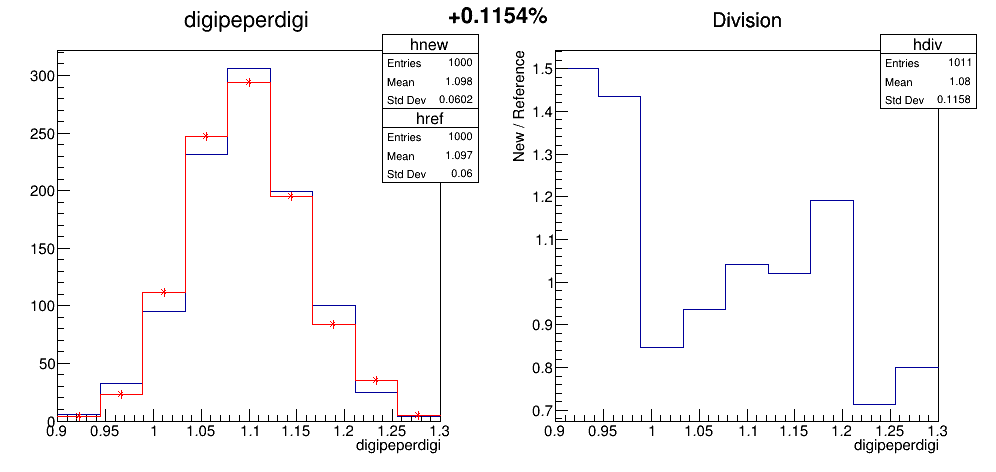 +0.1154%
digipeperdigi
hnew
Entries 1000
Mean 1.098
Std Dev 0.0602
href
Entries 1000
Mean 1.097
Std Dev 0.06
300
250
200
150
100
50
0
0.9 0.95 1 1.05 1.1 1.15 1.2 1.25 1.3
digipeperdigi
Division
hdiv
Entries 1011
Mean 1.08
Std Dev 0.1158
New / Reference
1.5
1.4
1.3
1.2
1.1
1
0.9
0.8
0.7
0.9 0.95 1 1.05 1.1 1.15 1.2 1.25 1.3
digipeperdigi